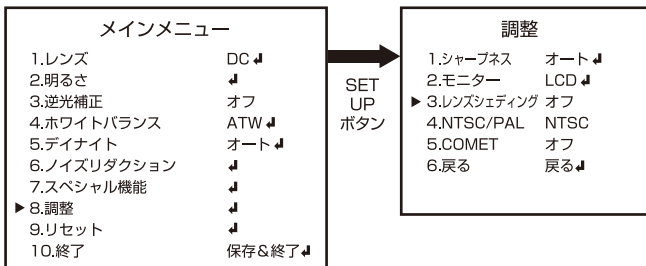 メインメニュー
1.レンズ DC↲
2.明るさ ↲
3.逆光補正 オフ
4.ホワイトバランス ATW↲
5.デイナイト オート↲
6.ノイズリダクション ↲
7.スペシャル機能 ↲
▶ 8.調整 ↲
9.リセット ↲
10.終了 保存&終了↲
SET
UP
ボタン
調整
1.シャープネス オート↲
2.モニター LCD↲
▶ 3.レンズシェディング オフ
4.NTSC/PAL NTSC
5.COMET オフ
6.戻る 戻る↲